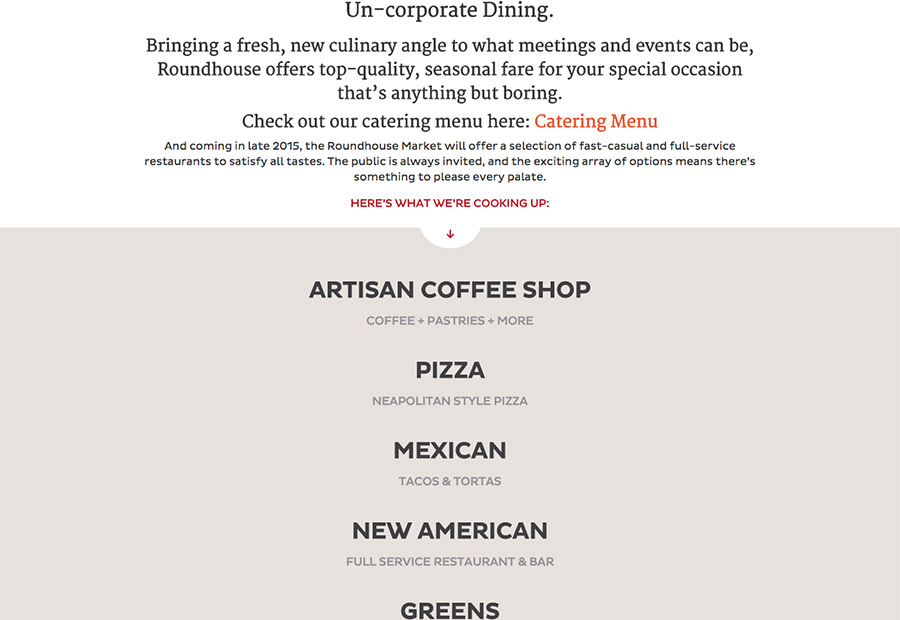 Un-corporate Dining.
Bringing a fresh, new culinary angle to what meetings and events can be,
Roundhouse offers top-quality, seasonal fare for your special occasion
that's anything but boring.
Check out our catering menu here: Catering Menu
And coming in late 2015, the Roundhouse Market will offer a selection of fast-casual and full-service
restaurants to satisfy all tastes. The public is always invited, and the exciting array of options means there's
something to please every palate.
HERE'S WHAT WE'RE COOKING UP:
ARTISAN COFFEE SHOP
COFFEE + PASTRIES + MORE
PIZZA
NEAPOLITAN STYLE PIZZA
MEXICAN
TACOS & TORTAS
NEW AMERICAN
FULL SERVICE RESTAURANT & BAR
GREENS